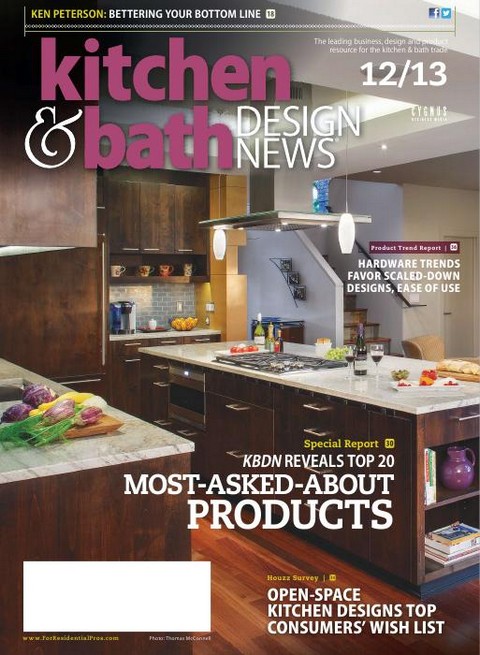 KEN PETERSON: BETTERING YOUR BOTTOM LINE 18
The leading business, design and product
resource for the kitchen & bath trade
12/13
CYGNUS
BUSINESS MEDIA
kitchen
& bath DESIGN
NEWS
Product Trend Report |
HARDWARE TRENDS
FAVOR SCALED-DOWN
DESIGNS, EASE OF USE
Special Report 30
KBDN REVEALS TOP 20
MOST-ASKED-ABOUT
PRODUCTS
Houzz Survey |
OPEN-SPACE
KITCHEN DESIGNS TOP
CONSUMERS' WISH LIST
www.ForResidentialPros.com
Photo: Thomas McConnell